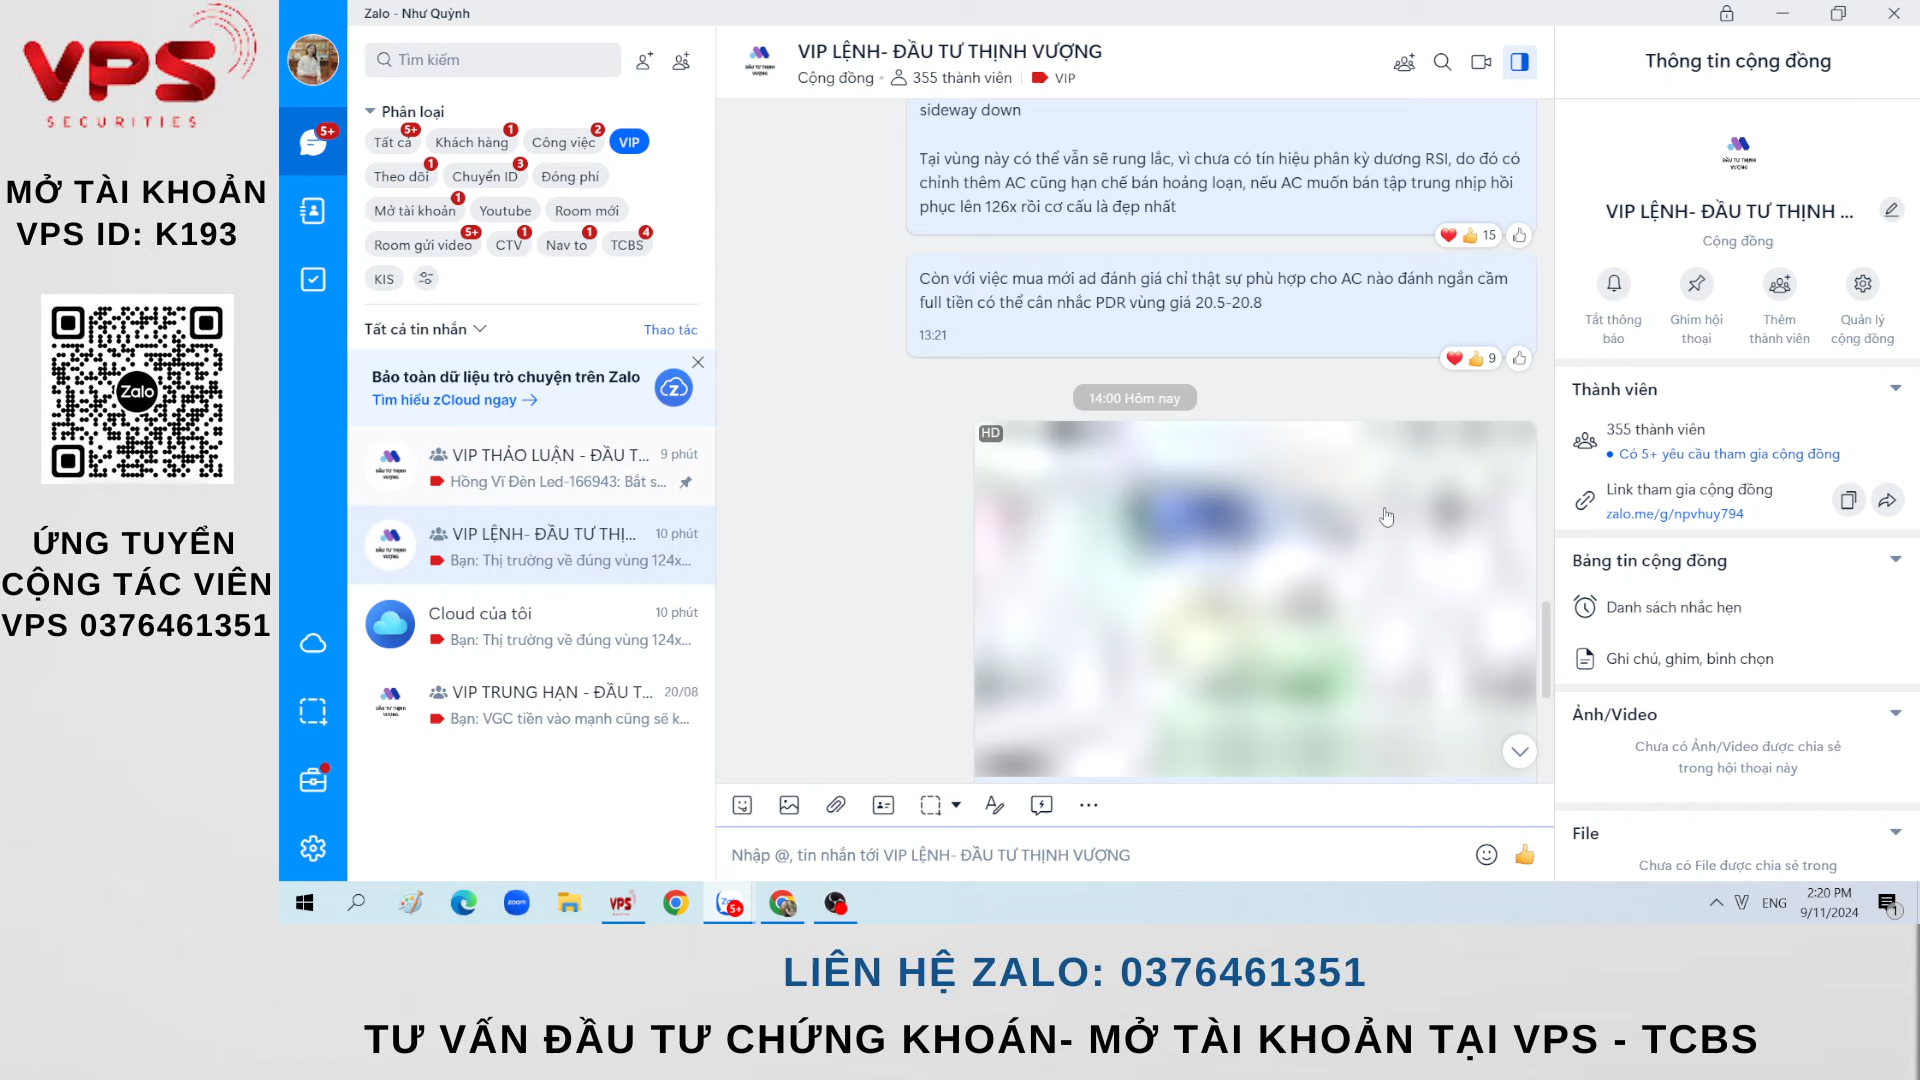 VPS
SECURITIES
MỞ TÀI KHOẢN
VPS ID: K193
Zalo
ỨNG TUYỂN
CỘNG TÁC VIÊN
VPS 0376461351
Zalo - Như Quỳnh
5+
Tìm kiếm
Phân loại
Tất cả 5+
Khách hàng 1
Công việc 2
VIP
Theo dõi 1
Chuyển ID 3
Đóng phí
Mở tài khoản 1
Youtube
Room mới
Room gửi video 5+
CTV 1
Nav to 1
TCBS 4
KIS
Tất cả tin nhắn
Thao tác
Bảo toàn dữ liệu trò chuyện trên Zalo
Tìm hiểu zCloud ngay
VIP THẢO LUẬN - ĐẦU T... 9 phút
Hồng Vĩ Đèn Led-166943: Bắt s...
VIP LỆNH- ĐẦU TƯ THỊ... 10 phút
Bạn: Thị trường về đúng vùng 124x...
Cloud của tôi 10 phút
Bạn: Thị trường về đúng vùng 124x...
VIP TRUNG HẠN - ĐẦU T... 20/08
Bạn: VGC tiền vào mạnh cũng sẽ k...
VIP LỆNH- ĐẦU TƯ THỊNH VƯỢNG
Cộng đồng 355 thành viên VIP
sideway down
Tại vùng này có thể vẫn sẽ rung lắc, vì chưa có tín hiệu phân kỳ dương RSI, do đó có
chỉnh thêm AC cũng hạn chế bán hoảng loạn, nếu AC muốn bán tập trung nhịp hồi
phục lên 126x rồi cơ cấu là đẹp nhất
15
Còn với việc mua mới ad đánh giá chỉ thật sự phù hợp cho AC nào đánh ngắn cầm
full tiền có thể cân nhắc PDR vùng giá 20.5-20.8
13:21
9
14:00 Hôm nay
HD
Nhập @, tin nhắn tới VIP LỆNH- ĐẦU TƯ THỊNH VƯỢNG
Thông tin cộng đồng
ĐẦU TƯ THỊNH
VƯỢNG
VIP LỆNH- ĐẦU TƯ THỊNH ...
Cộng đồng
Tắt thông
báo
Ghim hội
thoại
Thêm
thành viên
Quản lý
cộng đồng
Thành viên
355 thành viên
Có 5+ yêu cầu tham gia cộng đồng
Link tham gia cộng đồng
zalo.me/g/npvhuy794
Bảng tin cộng đồng
Danh sách nhắc hẹn
Ghi chú, ghim, bình chọn
Ảnh/Video
Chưa có Ảnh/Video được chia sẻ
trong hội thoại này
File
Chưa có File được chia sẻ trong
zoom
VPS
5+
ENG
2:20 PM
9/11/2024
1
LIÊN HỆ ZALO: 0376461351
TƯ VẤN ĐẦU TƯ CHỨNG KHOÁN- MỞ TÀI KHOẢN TẠI VPS - TCBS